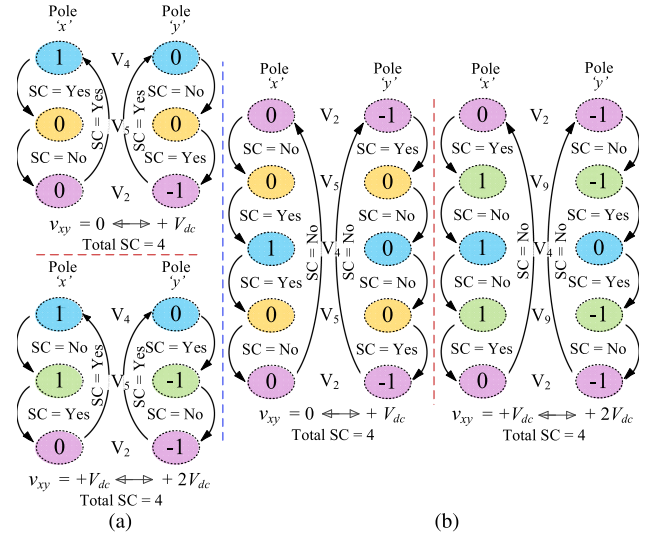 Pole Pole
'x' 'y'
1 V4 0
SC = Yes SC = Yes SC = Yes SC = No
0 V5 0
SC = No SC = Yes
0 V2 -1
vxy = 0 ↔ + Vdc
Total SC = 4
Pole Pole
'x' 'y'
1 V4 0
SC = No SC = Yes SC = Yes SC = Yes
1 V5 -1
SC = Yes SC = No
0 V2 -1
vxy = +Vdc ↔ + 2Vdc
Total SC = 4
(a)
Pole Pole
'x' 'y'
0 V2 -1
SC = No SC = Yes
0 V5 0
SC = Yes SC = No
1 V4 0
SC = No SC = No
SC = Yes SC = No
0 V5 0
SC = No SC = Yes
0 V2 -1
vxy = 0 ↔ + Vdc
Total SC = 4
Pole Pole
'x' 'y'
0 V2 -1
SC = Yes SC = No
1 V9 -1
SC = No SC = Yes
1 V4 0
SC = No SC = No
SC = No SC = Yes
1 V9 -1
SC = Yes SC = No
0 V2 -1
vxy = +Vdc ↔ + 2Vdc
Total SC = 4
(b)